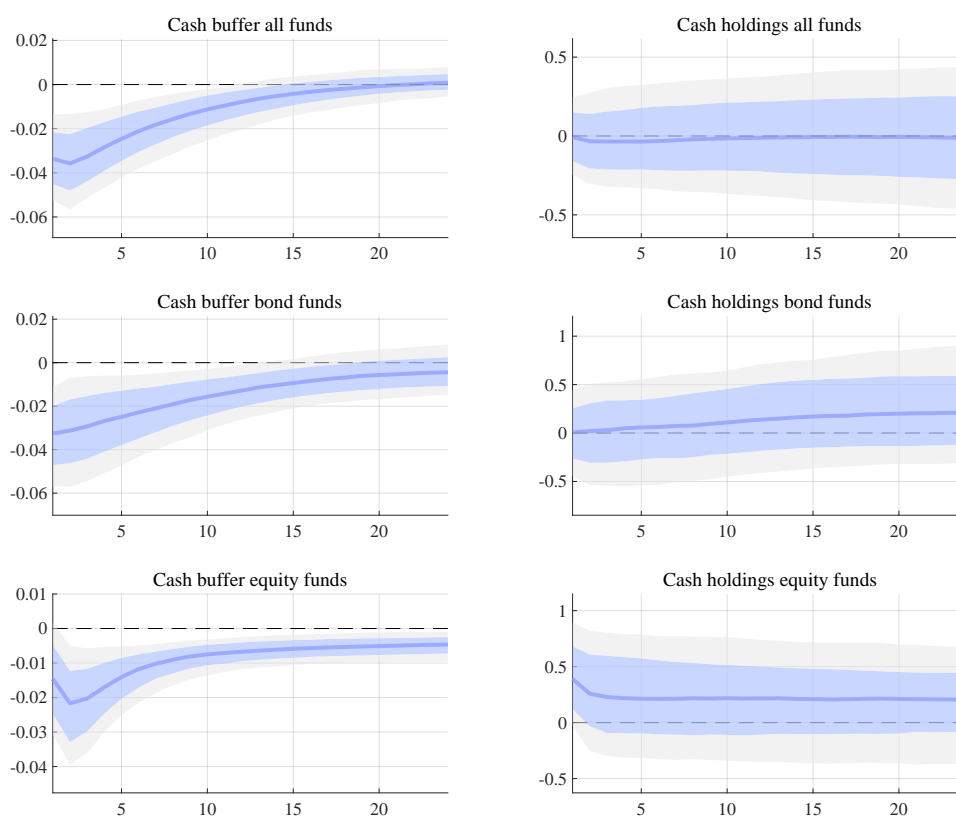 Cash buffer all funds
0.02
0
-0.02
-0.04
-0.06
5 10 15 20
Cash holdings all funds
0.5
0
-0.5
5 10 15 20
Cash buffer bond funds
0.02
0
-0.02
-0.04
-0.06
5 10 15 20
Cash holdings bond funds
1
0.5
0
-0.5
5 10 15 20
Cash buffer equity funds
0.01
0
-0.01
-0.02
-0.03
-0.04
5 10 15 20
Cash holdings equity funds
1
0.5
0
-0.5
5 10 15 20